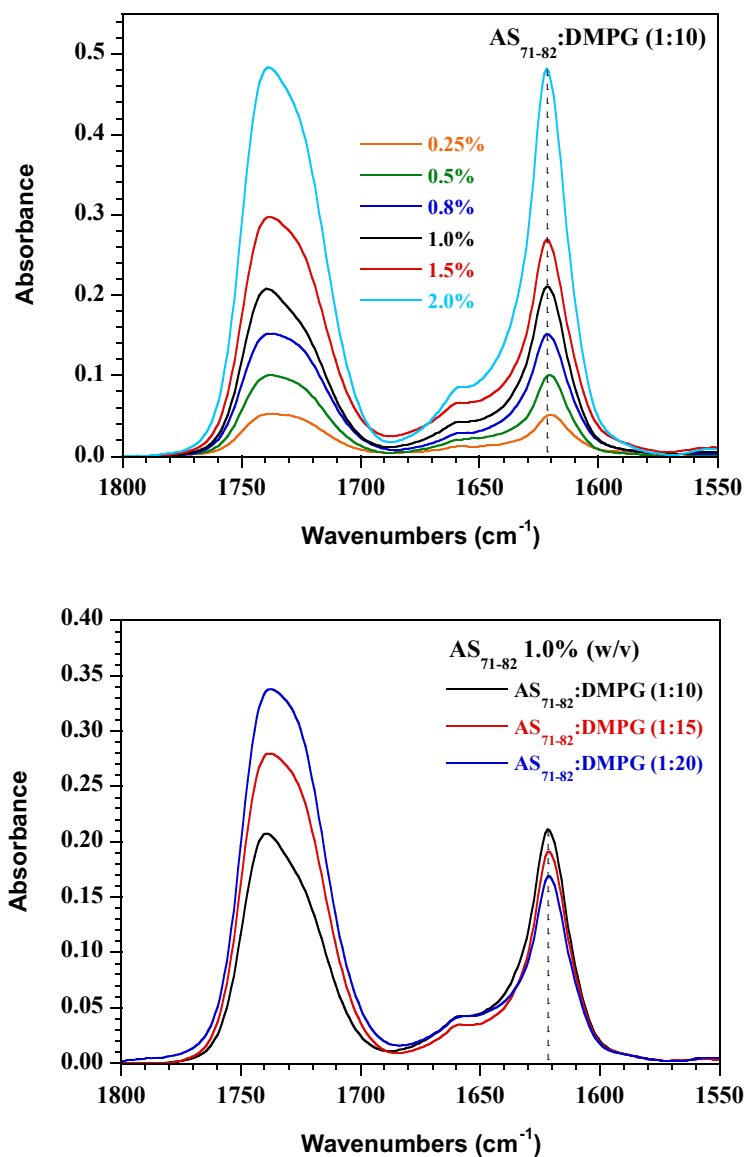 AS71-82:DMPG (1:10)
0.5
0.4
0.3
0.2
0.1
0.0
Absorbance
0.25%
0.5%
0.8%
1.0%
1.5%
2.0%
1800 1750 1700 1650 1600 1550
Wavenumbers (cm-1)
0.40
0.35
0.30
0.25
0.20
0.15
0.10
0.05
0.00
Absorbance
AS71-82 1.0% (w/v)
AS71-82:DMPG (1:10)
AS71-82:DMPG (1:15)
AS71-82:DMPG (1:20)
1800 1750 1700 1650 1600 1550
Wavenumbers (cm-1)